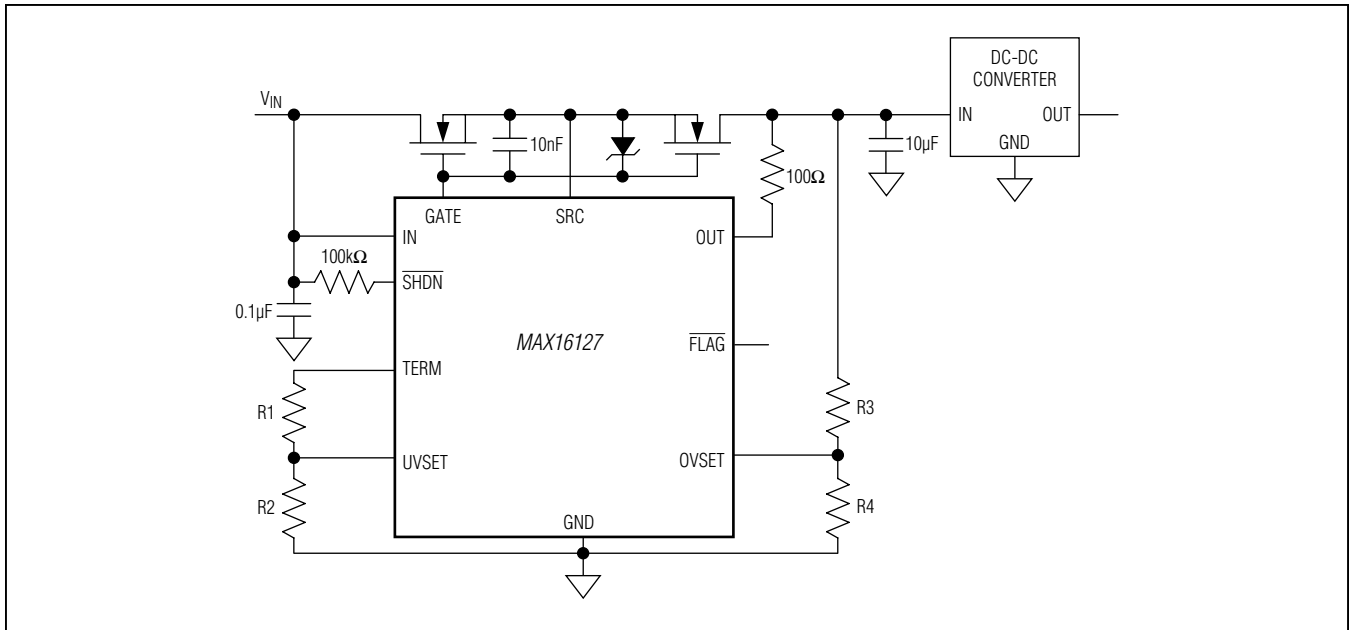 DC-DC
CONVERTER
IN
OUT
GND
VIN
10nF
10µF
100Ω
GATE
SRC
IN
OUT
100kΩ
SHDN
0.1µF
MAX16127
FLAG
TERM
R1
R3
UVSET
OVSET
R2
R4
GND